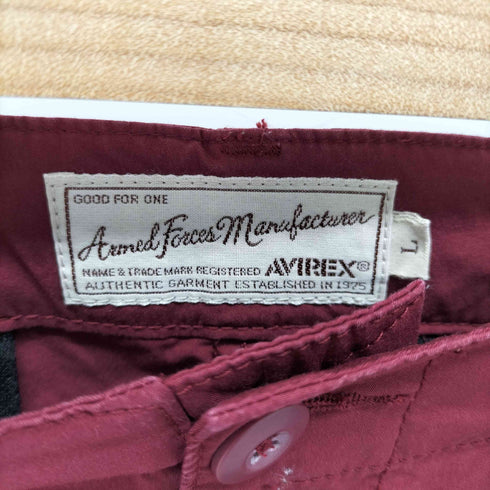 GOOD FOR ONE
Armed Forces Manufacturer
NAME & TRADE MARK REGISTERED AVIREX®
AUTHENTIC GARMENT ESTABLISHED IN 1975
L